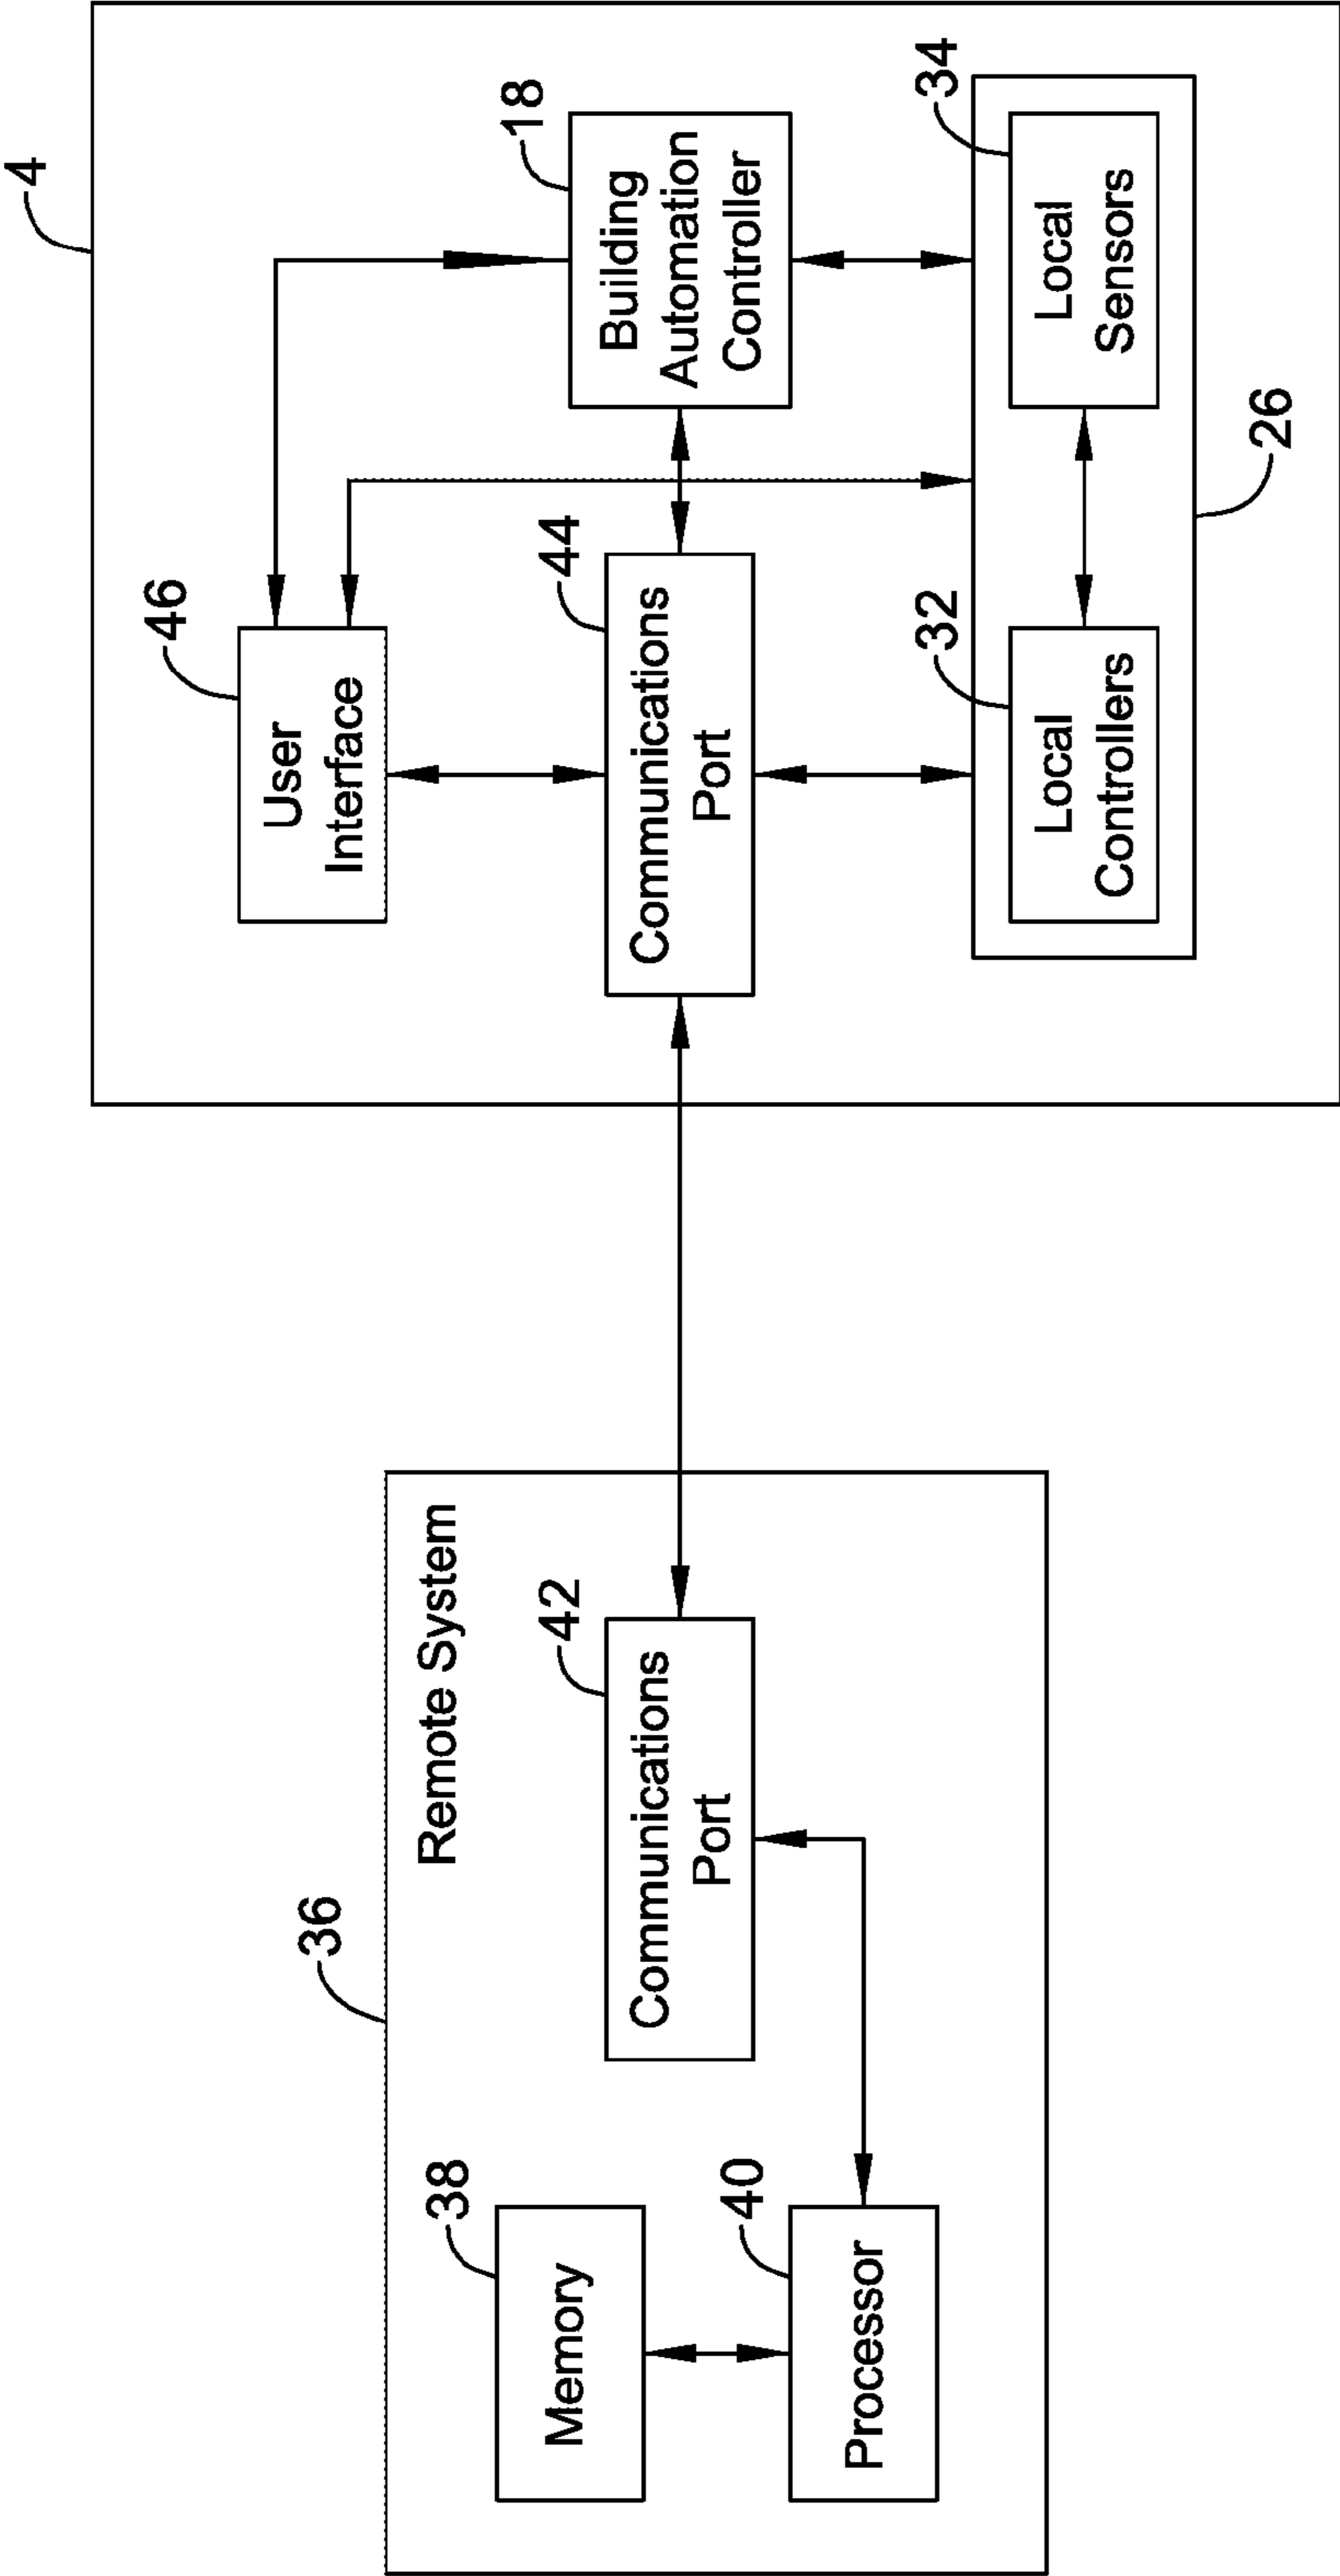 36
Remote System
38
Memory
40
Processor
42
Communications
Port
4
46
User
Interface
44
Communications
Port
18
Building
Automation
Controller
32
Local
Controllers
34
Local
Sensors
26